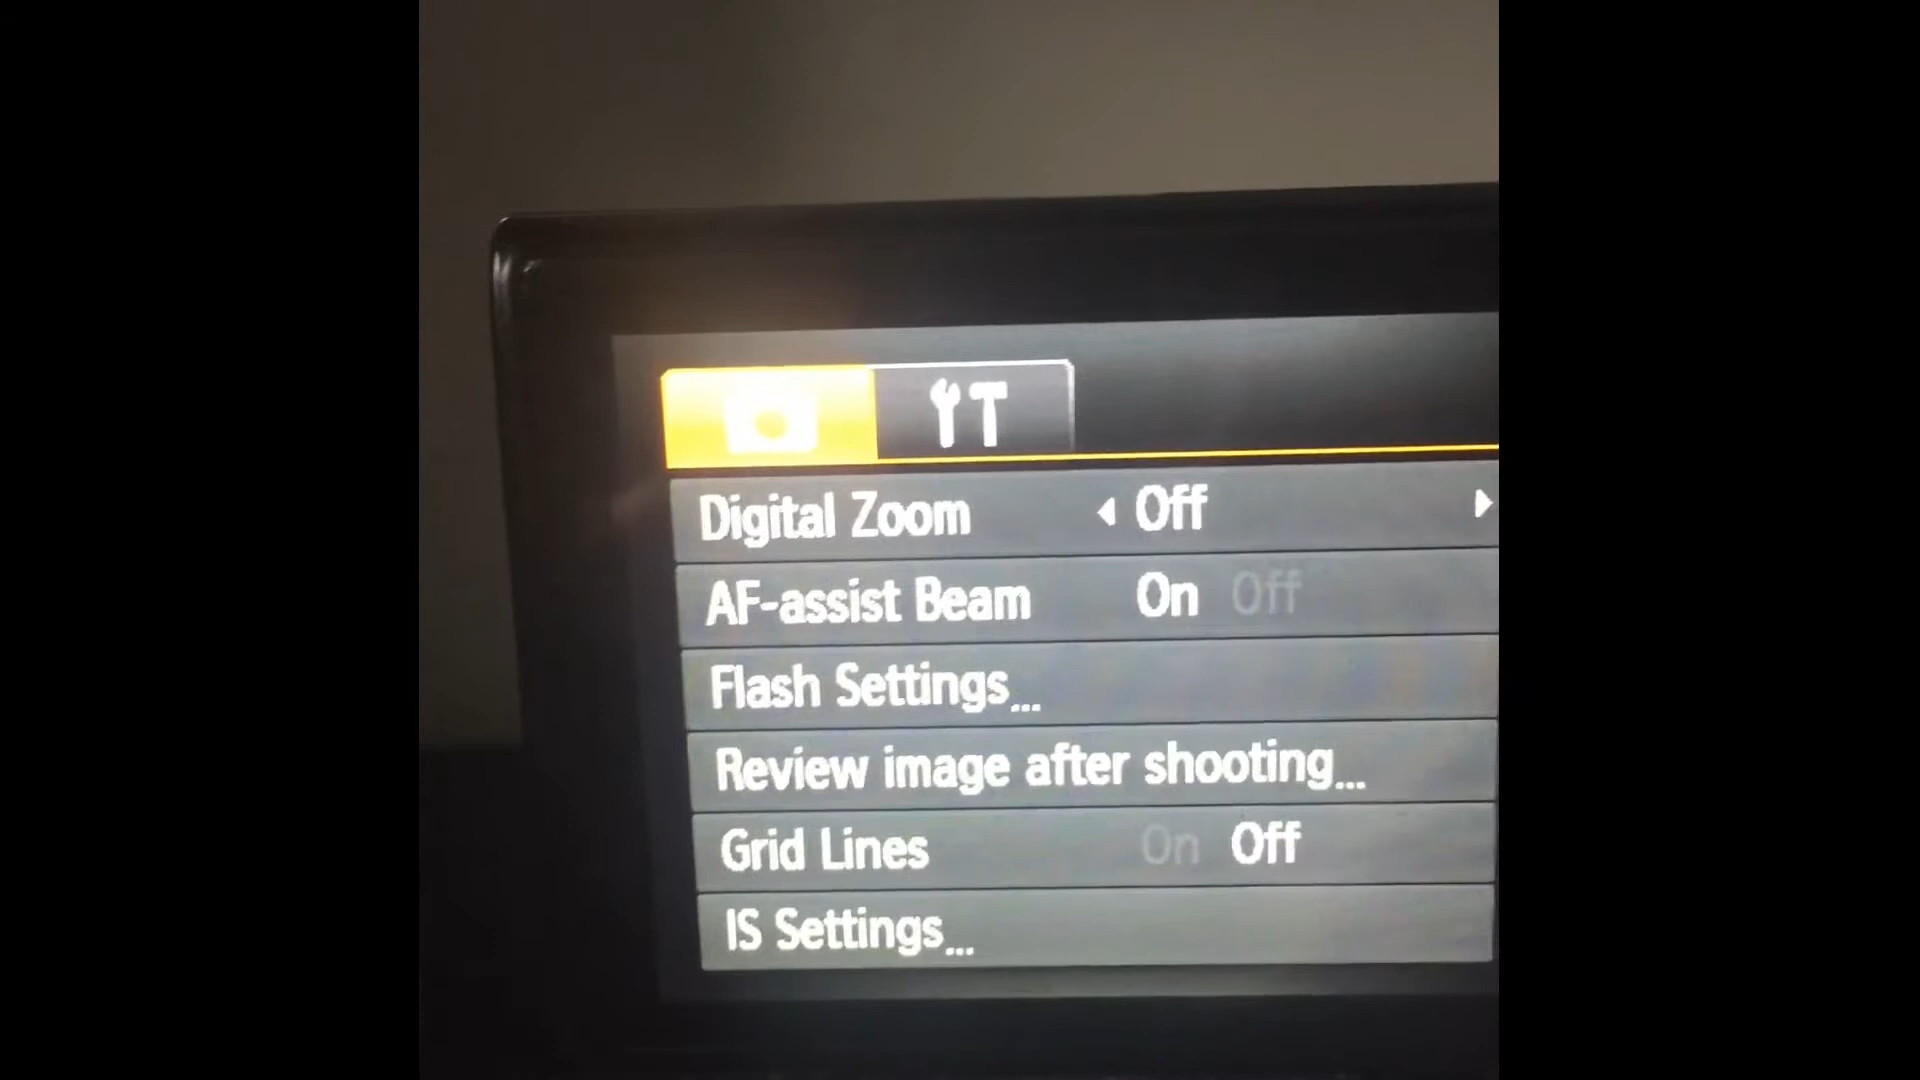 Digital Zoom Off
AF-assist Beam On Off
Flash Settings...
Review image after shooting...
Grid Lines On Off
IS Settings...